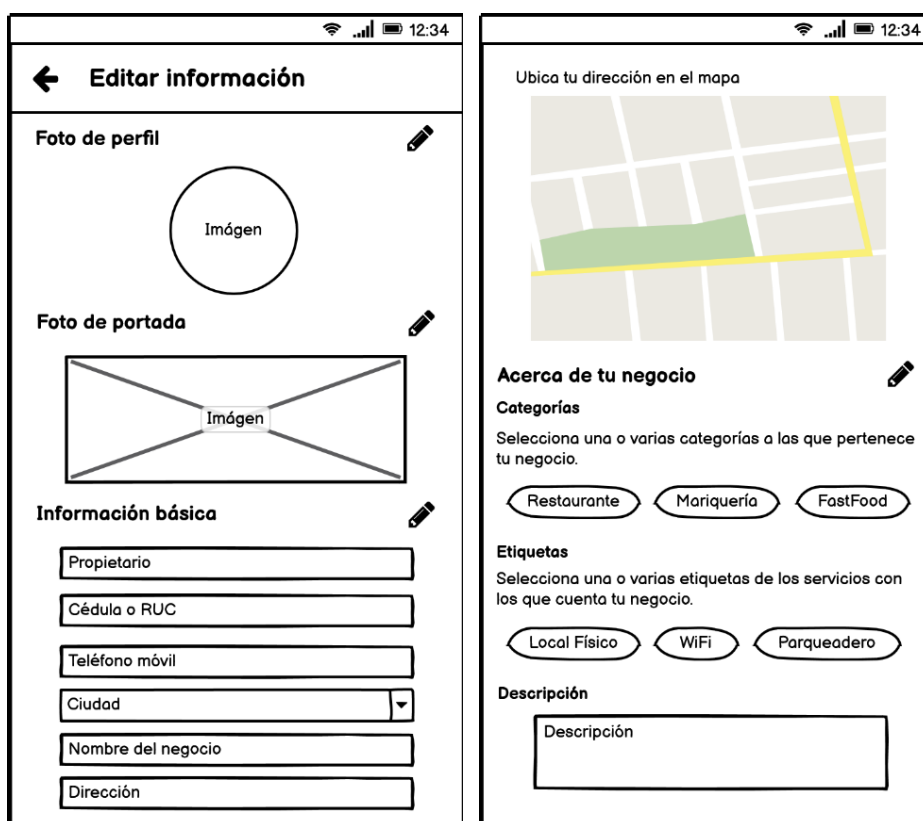 12:34
Editar información
Foto de perfil
Imágen
Foto de portada
Imágen
Información básica
Propietario
Cédula o RUC
Teléfono móvil
Ciudad
Nombre del negocio
Dirección
12:34
Ubica tu dirección en el mapa
Acerca de tu negocio
Categorías
Selecciona una o varias categorías a las que pertenece
tu negocio.
Restaurante Mariquería FastFood
Etiquetas
Selecciona una o varias etiquetas de los servicios con
los que cuenta tu negocio.
Local Físico WiFi Parqueadero
Descripción
Descripción